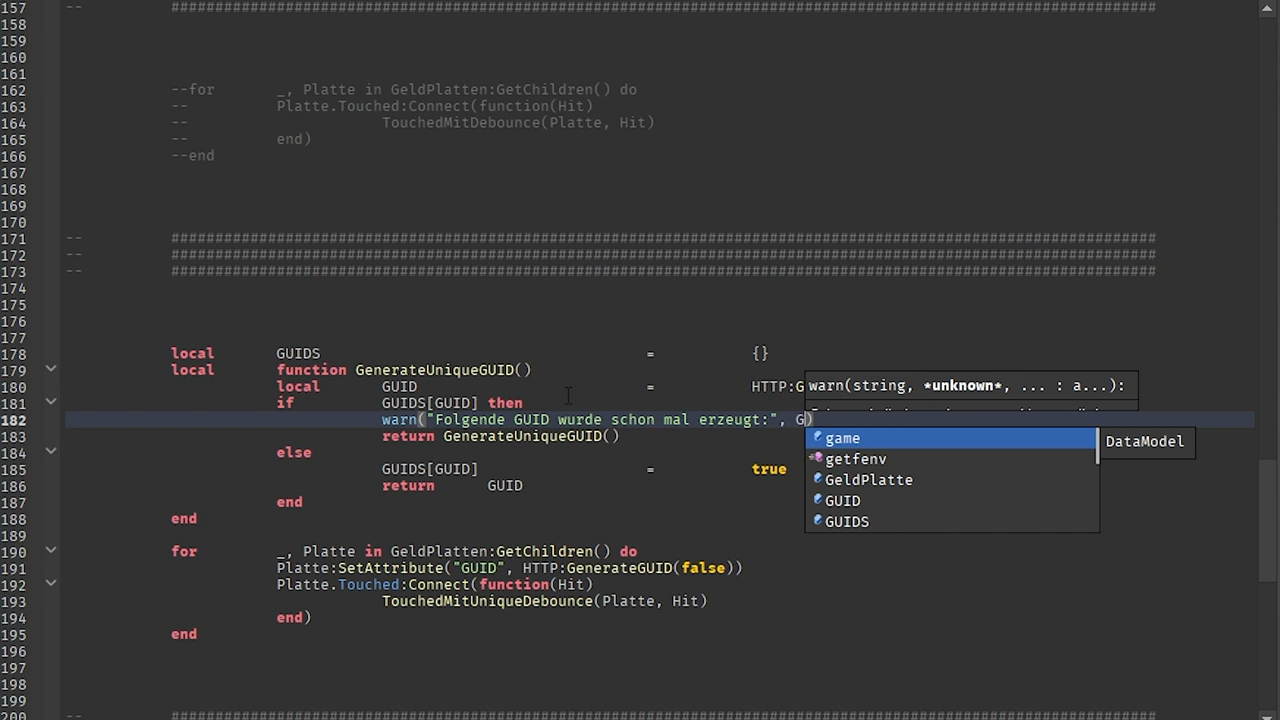 157 -- ################################################################################################################
158
159
160
161
162 --for _, Platte in GeldPlatten:GetChildren() do
163 -- Platte.Touched:Connect(function(Hit)
164 -- TouchedMitDebounce(Platte, Hit)
165 -- end)
166 --end
167
168
169
170
171 -- ################################################################################################################
172 -- ################################################################################################################
173 -- ################################################################################################################
174
175
176
177
178 local GUIDS = {}
179 local function GenerateUniqueGUID()
180 local GUID = HTTP:G
warn(string, *unknown*, ... : a...):
181 if GUIDS[GUID] then
182 warn("Folgende GUID wurde schon mal erzeugt:", G)
183 return GenerateUniqueGUID()
game
DataModel
184 else
getfenv
185 GUIDS[GUID] = true
GeldPlatte
186 return GUID
GUID
187 end
GUIDS
188 end
189
190 for _, Platte in GeldPlatten:GetChildren() do
191 Platte:SetAttribute("GUID", HTTP:GenerateGUID(false))
192 Platte.Touched:Connect(function(Hit)
193 TouchedMitUniqueDebounce(Platte, Hit)
194 end)
195 end
196
197
198
199
200 -- ################################################################################################################